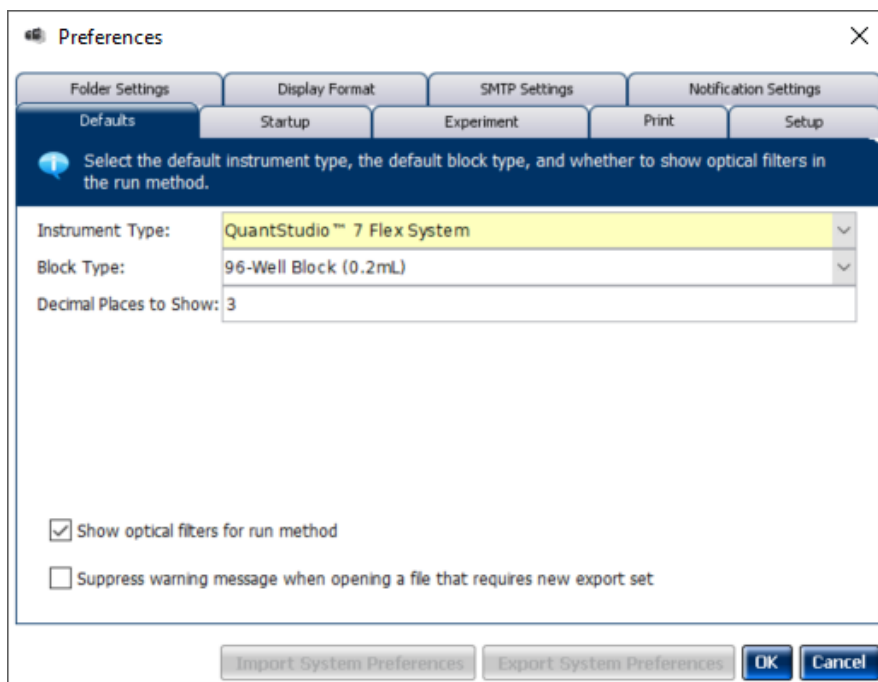 Preferences
Folder Settings
Display Format
SMTP Settings
Notification Settings
Defaults
Startup
Experiment
Print
Setup
Select the default instrument type, the default block type, and whether to show optical filters in
the run method.
Instrument Type: QuantStudio™ 7 Flex System
Block Type: 96-Well Block (0.2mL)
Decimal Places to Show: 3
Show optical filters for run method
Suppress warning message when opening a file that requires new export set
Import System Preferences
Export System Preferences
OK
Cancel